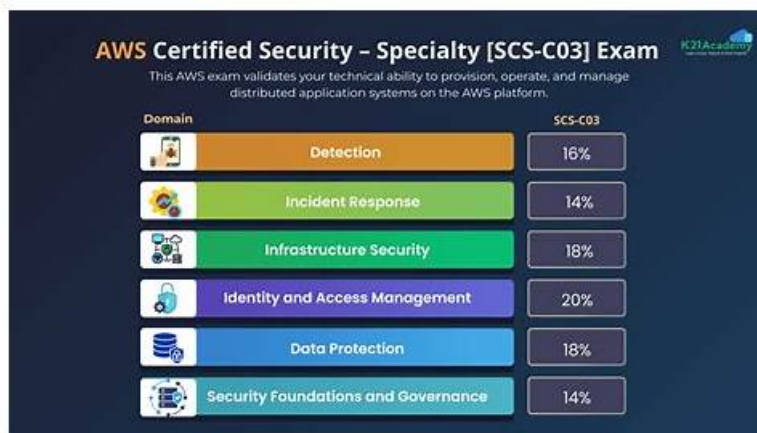 AWS Certified Security – Specialty [SCS-C03] Exam
K21Academy
This AWS exam validates your technical ability to provision, operate, and manage
distributed application systems on the AWS platform.
Domain SCS-C03
Detection 16%
Incident Response 14%
Infrastructure Security 18%
Identity and Access Management 20%
Data Protection 18%
Security Foundations and Governance 14%